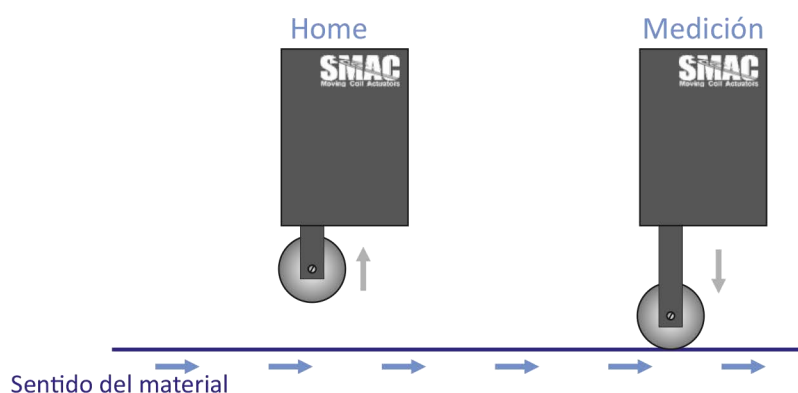 Home
Medición
SMAC
Moving Coil Actuators
SMAC
Moving Coil Actuators
Sentido del material